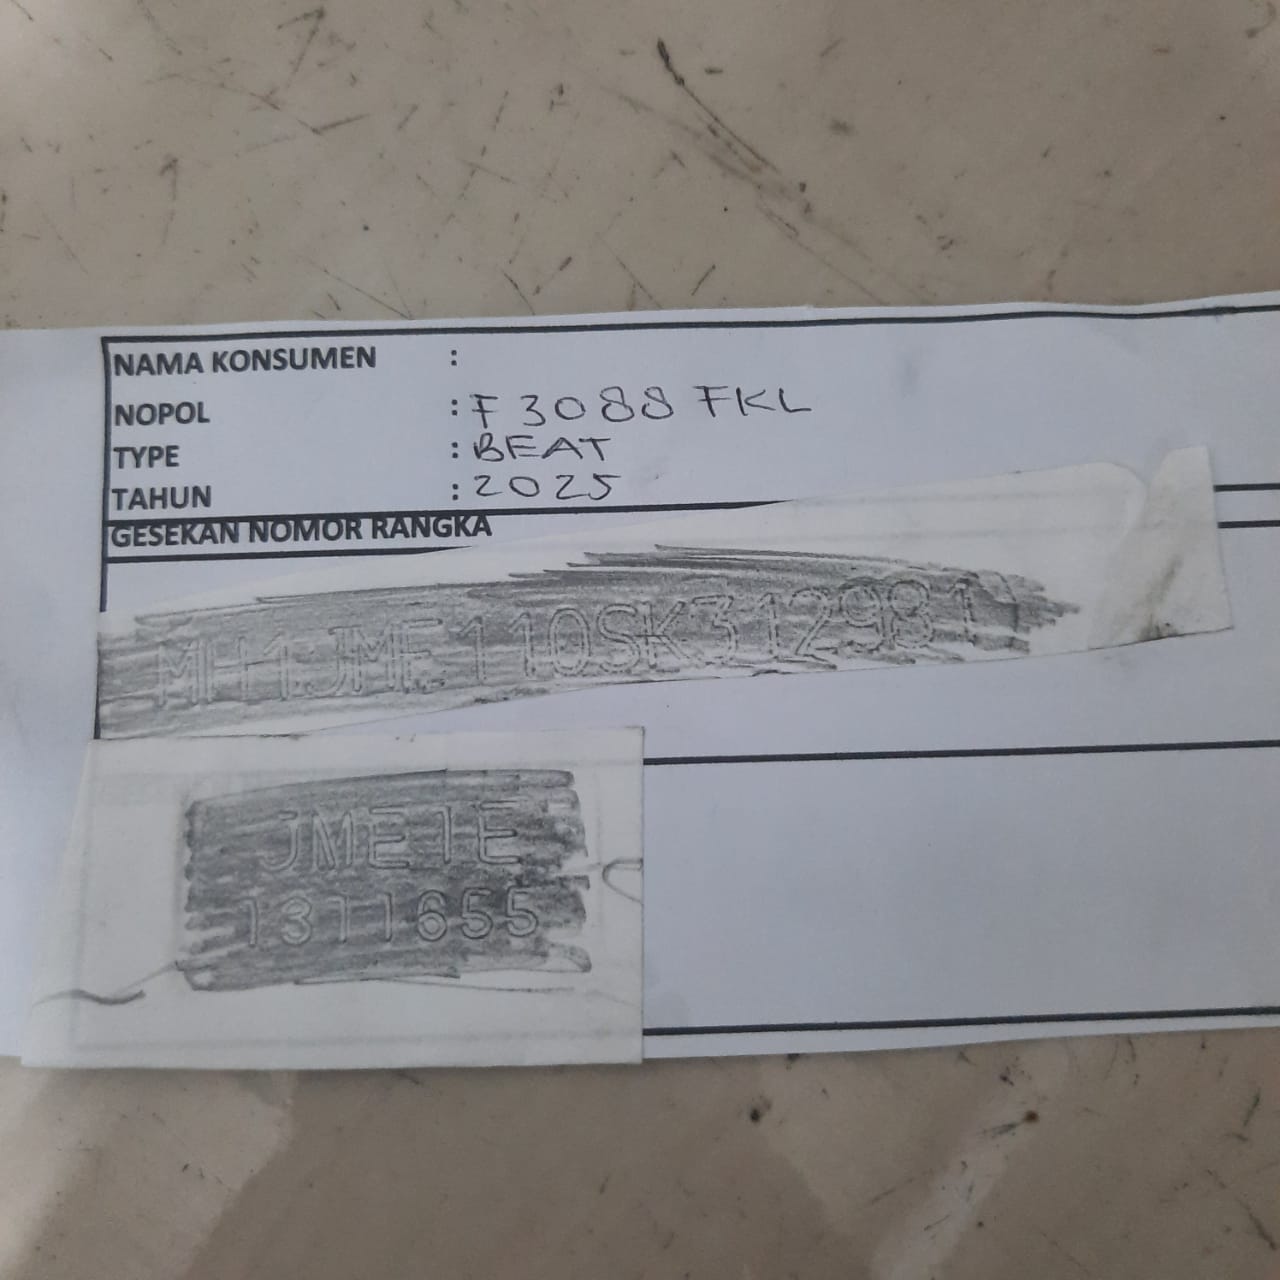 NAMA KONSUMEN :
NOPOL : F 3088 FKL
TYPE : BEAT
TAHUN : 2025
GESEKAN NOMOR RANGKA
MH1JME110SK312981
JME1E
1311655